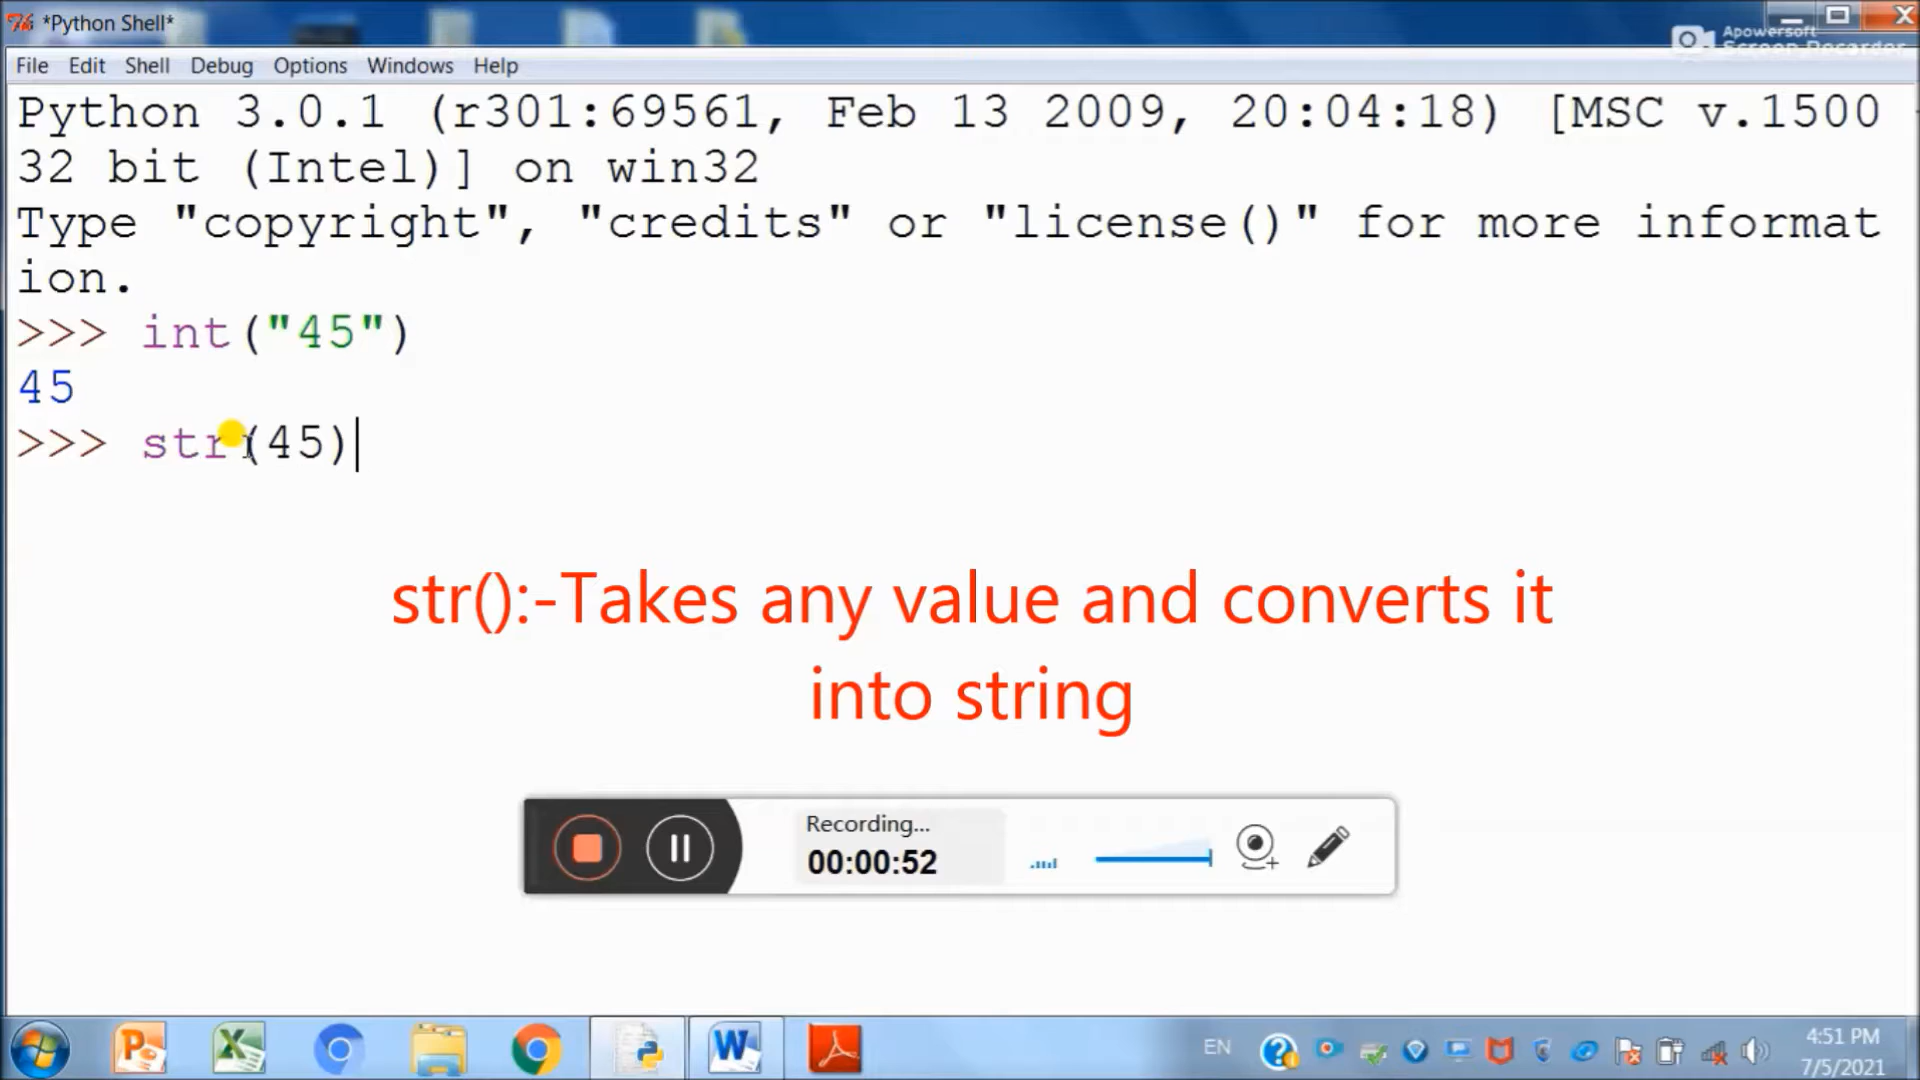 *Python Shell*
Apowersoft
Screen Recorder
File Edit Shell Debug Options Windows Help
Python 3.0.1 (r301:69561, Feb 13 2009, 20:04:18) [MSC v.1500
32 bit (Intel)] on win32
Type "copyright", "credits" or "license()" for more informat
ion.
>>> int("45")
45
>>> str(45)
str():-Takes any value and converts it
into string
Recording...
00:00:52
EN
4:51 PM
7/5/2021